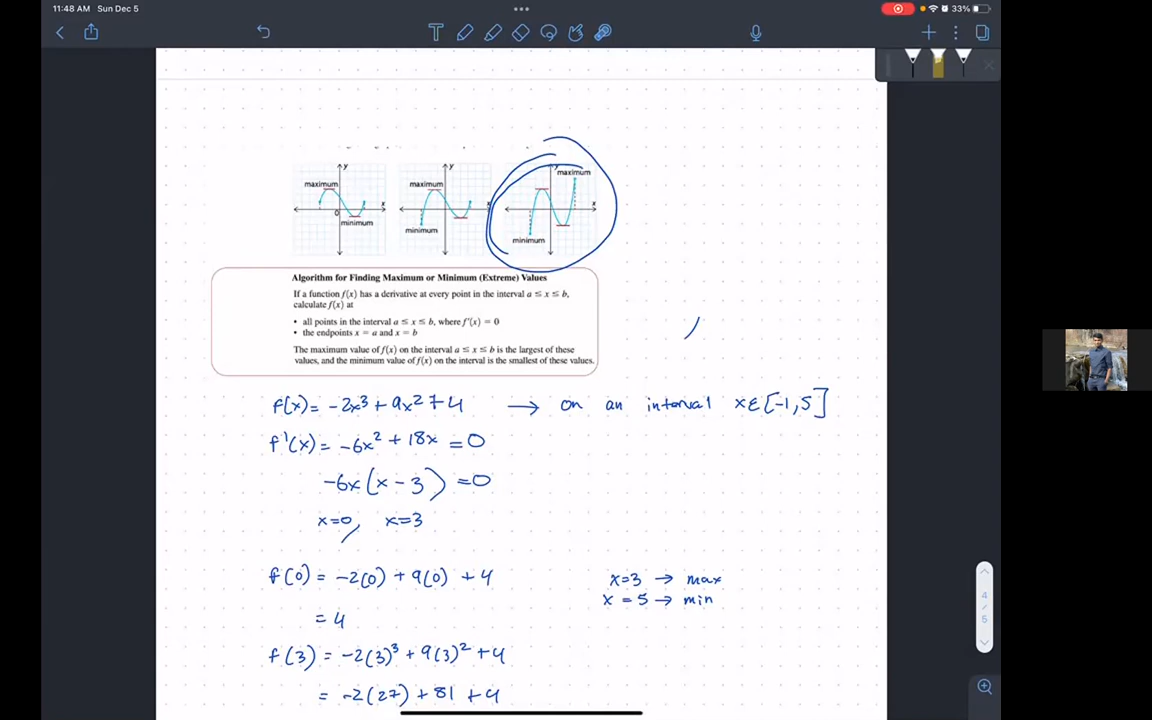 11:48 AM Sun Dec 5
33%
T
y y y
maximum maximum maximum
x x x
0
minimum minimum minimum
Algorithm for Finding Maximum or Minimum (Extreme) Values
If a function f(x) has a derivative at every point in the interval a ≤ x ≤ b,
calculate f(x) at
• all points in the interval a ≤ x ≤ b, where f'(x) = 0
• the endpoints x = a and x = b
The maximum value of f(x) on the interval a ≤ x ≤ b is the largest of these
values, and the minimum value of f(x) on the interval is the smallest of these values.
f(x) = -2x³ + 9x² + 4 → on an interval x∈[-1,5]
f'(x) = -6x² + 18x = 0
-6x(x-3) = 0
x=0, x=3
f(0) = -2(0) + 9(0) + 4
= 4
x=3 → max
x = 5 → min
f(3) = -2(3)³ + 9(3)² + 4
= -2(27) + 81 + 4
4
/
5